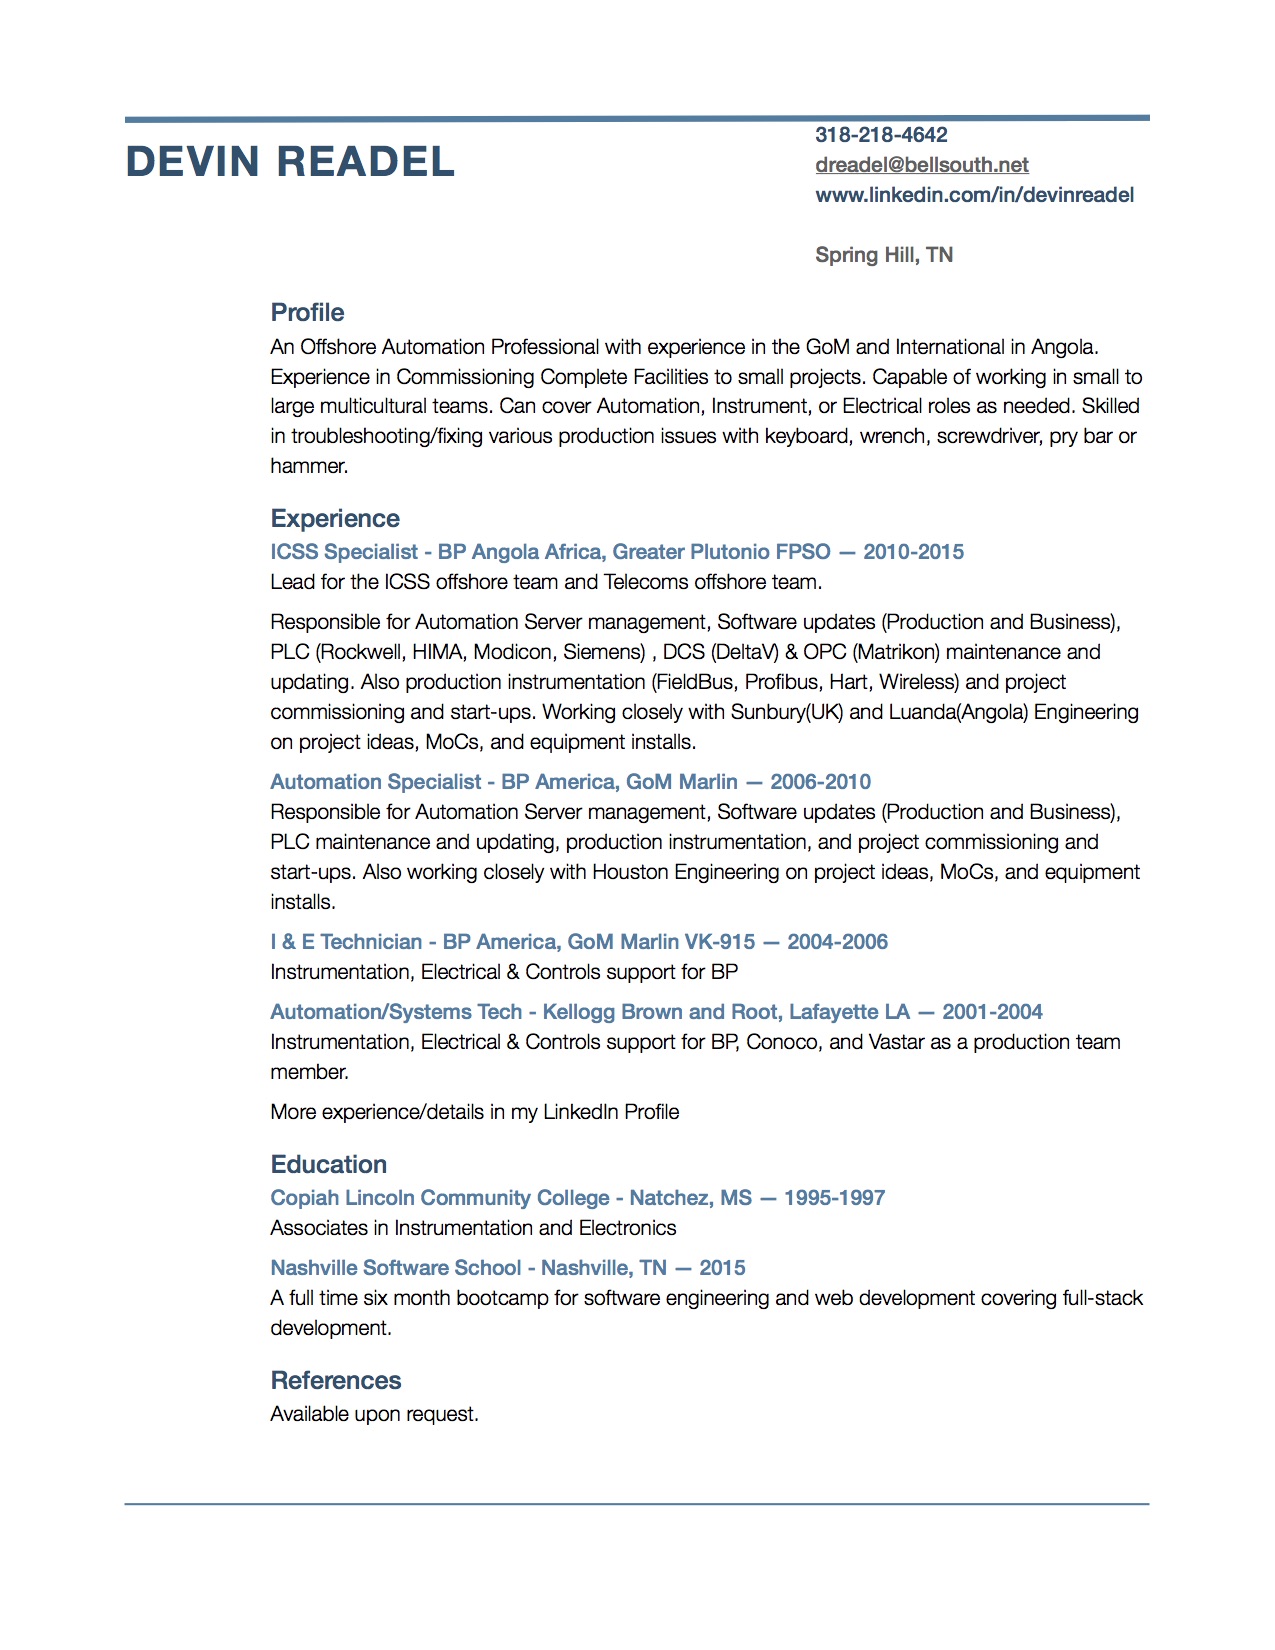 DEVIN READEL
318-218-4642
dreadel@bellsouth.net
www.linkedin.com/in/devinreadel
Spring Hill, TN
Profile
An Offshore Automation Professional with experience in the GoM and International in Angola.
Experience in Commissioning Complete Facilities to small projects. Capable of working in small to
large multicultural teams. Can cover Automation, Instrument, or Electrical roles as needed. Skilled
in troubleshooting/fixing various production issues with keyboard, wrench, screwdriver, pry bar or
hammer.
Experience
ICSS Specialist - BP Angola Africa, Greater Plutonio FPSO — 2010-2015
Lead for the ICSS offshore team and Telecoms offshore team.
Responsible for Automation Server management, Software updates (Production and Business),
PLC (Rockwell, HIMA, Modicon, Siemens) , DCS (DeltaV) & OPC (Matrikon) maintenance and
updating. Also production instrumentation (FieldBus, Profibus, Hart, Wireless) and project
commissioning and start-ups. Working closely with Sunbury(UK) and Luanda(Angola) Engineering
on project ideas, MoCs, and equipment installs.
Automation Specialist - BP America, GoM Marlin — 2006-2010
Responsible for Automation Server management, Software updates (Production and Business),
PLC maintenance and updating, production instrumentation, and project commissioning and
start-ups. Also working closely with Houston Engineering on project ideas, MoCs, and equipment
installs.
I & E Technician - BP America, GoM Marlin VK-915 — 2004-2006
Instrumentation, Electrical & Controls support for BP
Automation/Systems Tech - Kellogg Brown and Root, Lafayette LA — 2001-2004
Instrumentation, Electrical & Controls support for BP, Conoco, and Vastar as a production team
member.
More experience/details in my LinkedIn Profile
Education
Copiah Lincoln Community College - Natchez, MS — 1995-1997
Associates in Instrumentation and Electronics
Nashville Software School - Nashville, TN — 2015
A full time six month bootcamp for software engineering and web development covering full-stack
development.
References
Available upon request.